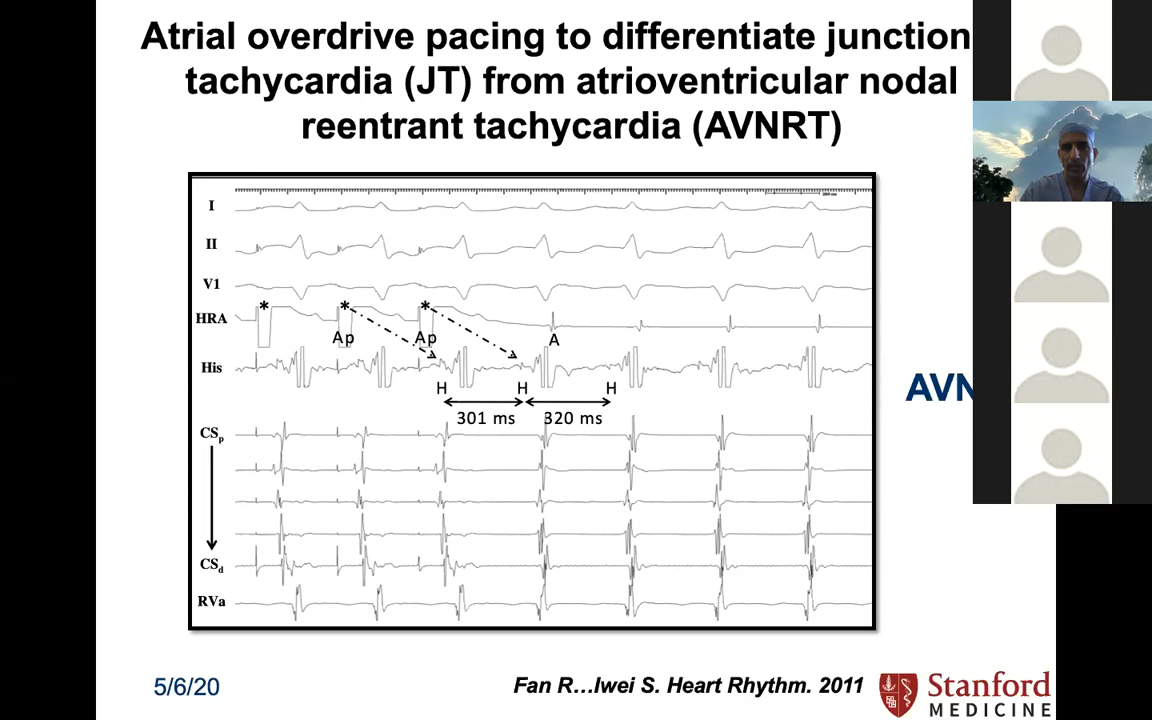 Atrial overdrive pacing to differentiate junction
tachycardia (JT) from atrioventricular nodal
reentrant tachycardia (AVNRT)
I
II
V1
* * *
HRA
Ap Ap A
His
H H H
301 ms 320 ms
AVN
CSp
CSd
RVa
5/6/20
Fan R…Iwei S. Heart Rhythm. 2011
Stanford
MEDICINE